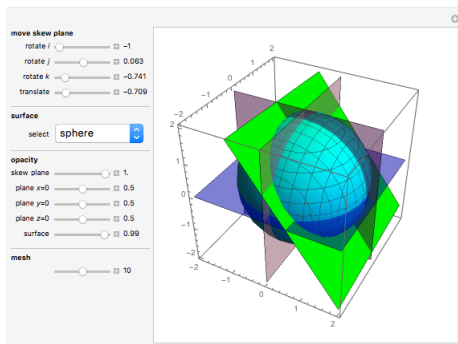 move skew plane
rotate i -1
rotate j 0.063
rotate k -0.741
translate -0.709
surface
select sphere
opacity
skew plane 1.
plane x=0 0.5
plane y=0 0.5
plane z=0 0.5
surface 0.99
mesh
10
2
1
0
-1
-2
2
1
0
-1
-2
-2
-1
0
1
2